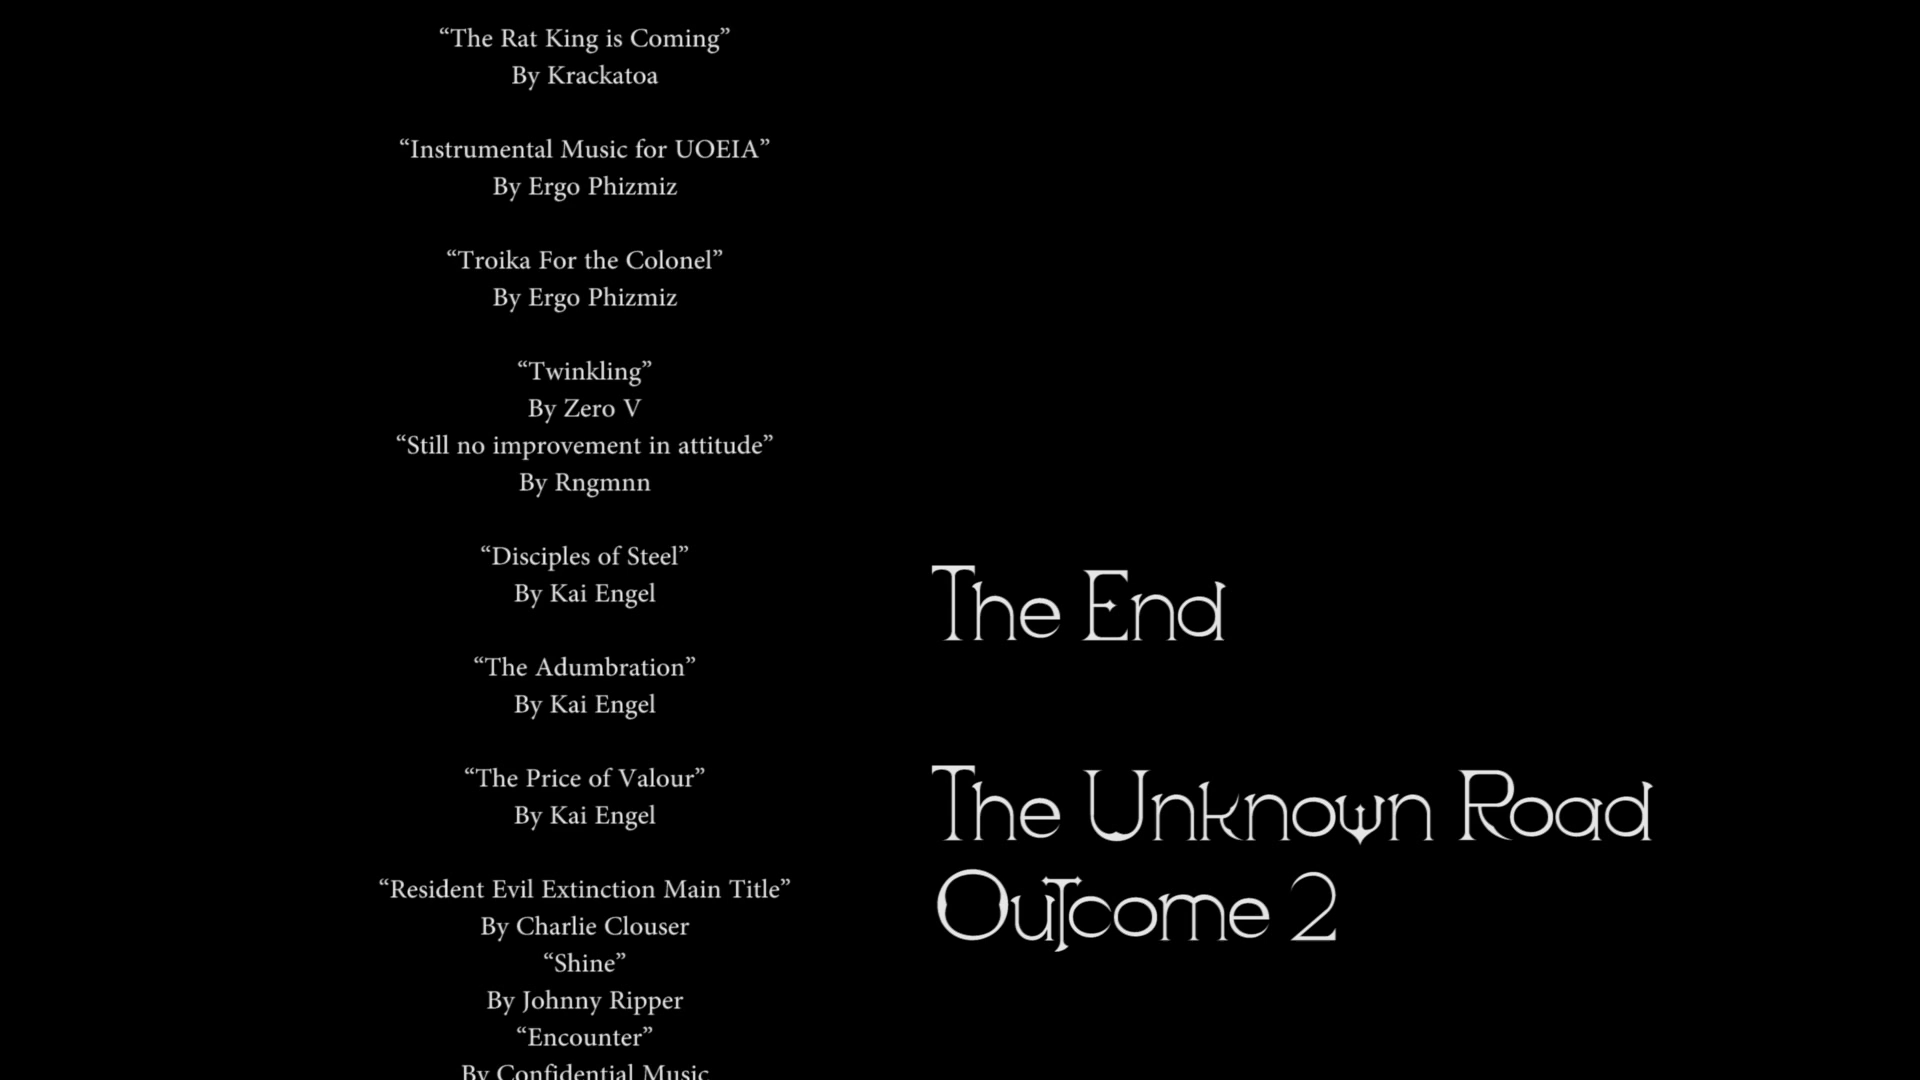 “The Rat King is Coming”
By Krackatoa
“Instrumental Music for UOEIA”
By Ergo Phizmiz
“Troika For the Colonel”
By Ergo Phizmiz
“Twinkling”
By Zero V
“Still no improvement in attitude”
By Rngmnn
“Disciples of Steel”
By Kai Engel
“The Adumbration”
By Kai Engel
“The Price of Valour”
By Kai Engel
“Resident Evil Extinction Main Title”
By Charlie Clouser
“Shine”
By Johnny Ripper
“Encounter”
By Confidential Music
The End
The Unknown Road
Outcome 2